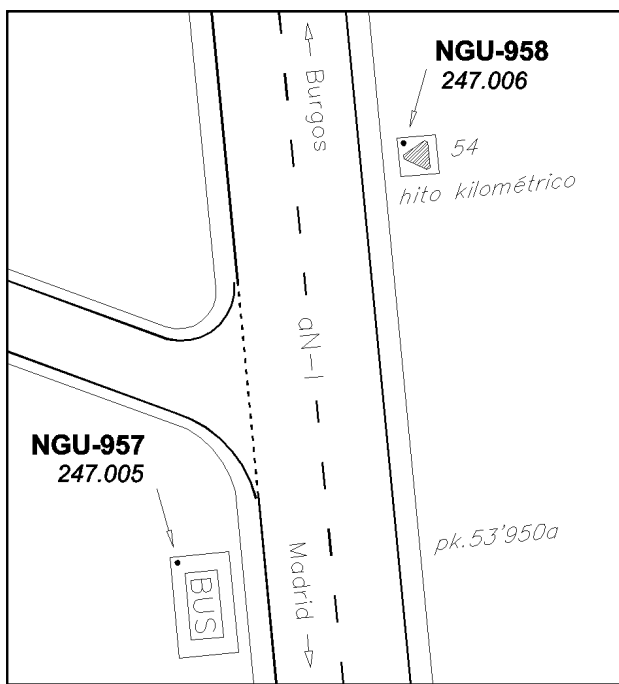 ← Burgos
NGU-958
247.006
54
hito kilométrico
aN-I
NGU-957
247.005
pk.53'950a
BUS
Madrid →